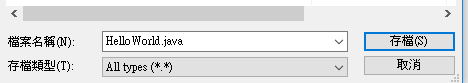 檔案名稱(N): HelloWorld.java 存檔(S)
存檔類型(T): All types (*.*) 取消